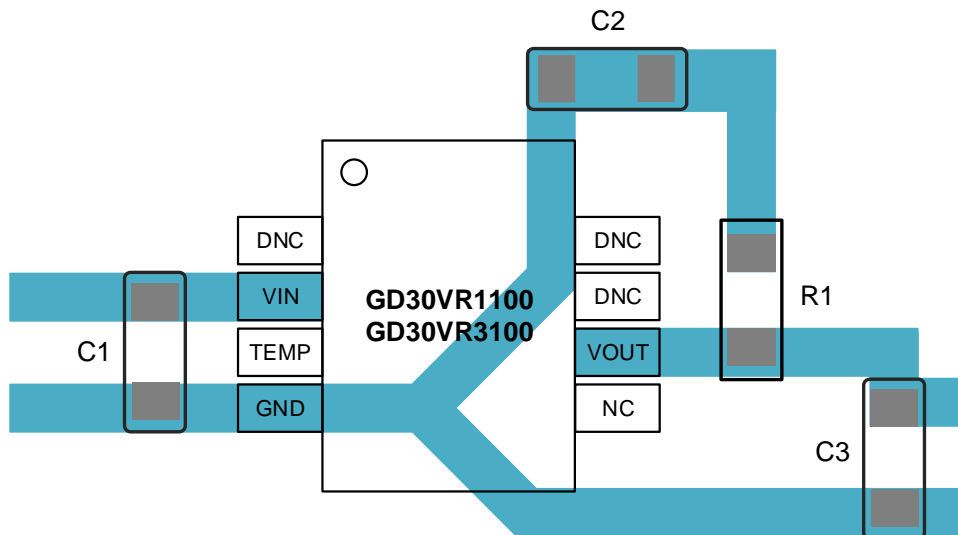 C2
DNC
DNC
VIN
GD30VR1100
DNC
R1
GD30VR3100
C1
TEMP
VOUT
GND
NC
C3